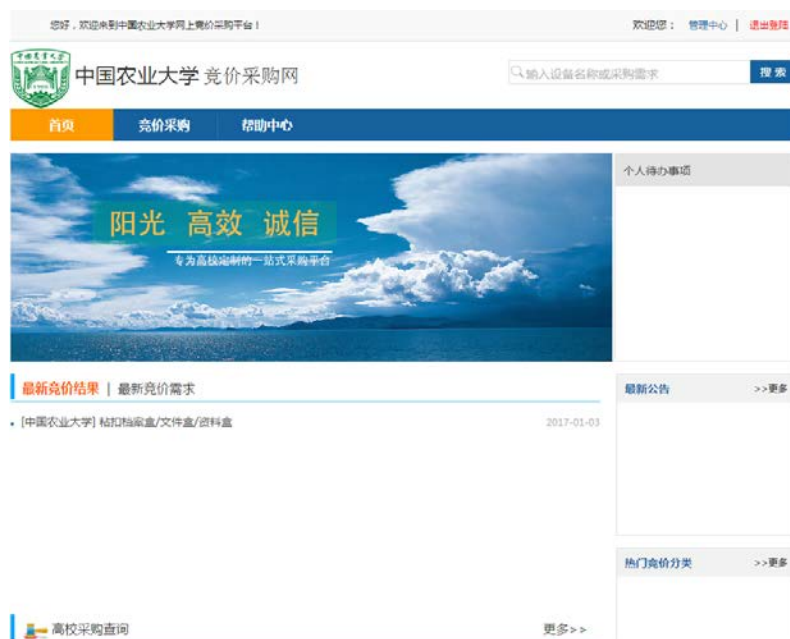 您好，欢迎来到中国农业大学网上竞价采购平台！
欢迎您： 管理中心 | 退出登陆
中国农业大学 竞价采购网
输入设备名称或采购需求
搜 索
首页 竞价采购 帮助中心
阳光 高效 诚信
专为高校定制的一站式采购平台
个人待办事项
最新竞价结果 | 最新竞价需求
[中国农业大学] 粘扣档案盒/文件盒/资料盒 2017-01-03
最新公告 >>更多
热门竞价分类 >>更多
高校采购查询 更多>>